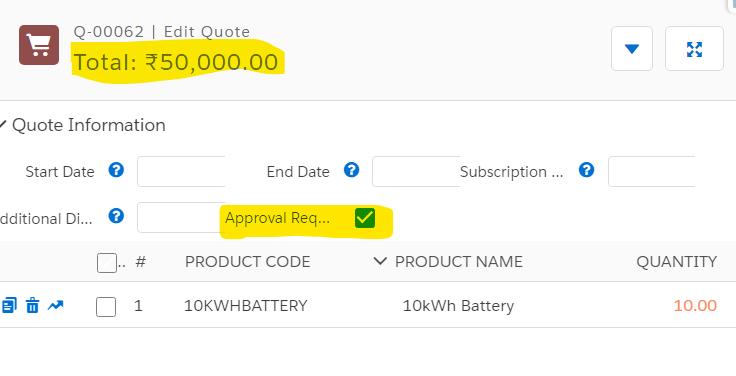 Q-00062 | Edit Quote
Total: ₹50,000.00
Quote Information
Start Date ? End Date ? Subscription ... ?
dditional Di... ? Approval Req...
.. # PRODUCT CODE PRODUCT NAME QUANTITY
1 10KWHBATTERY 10kWh Battery 10.00